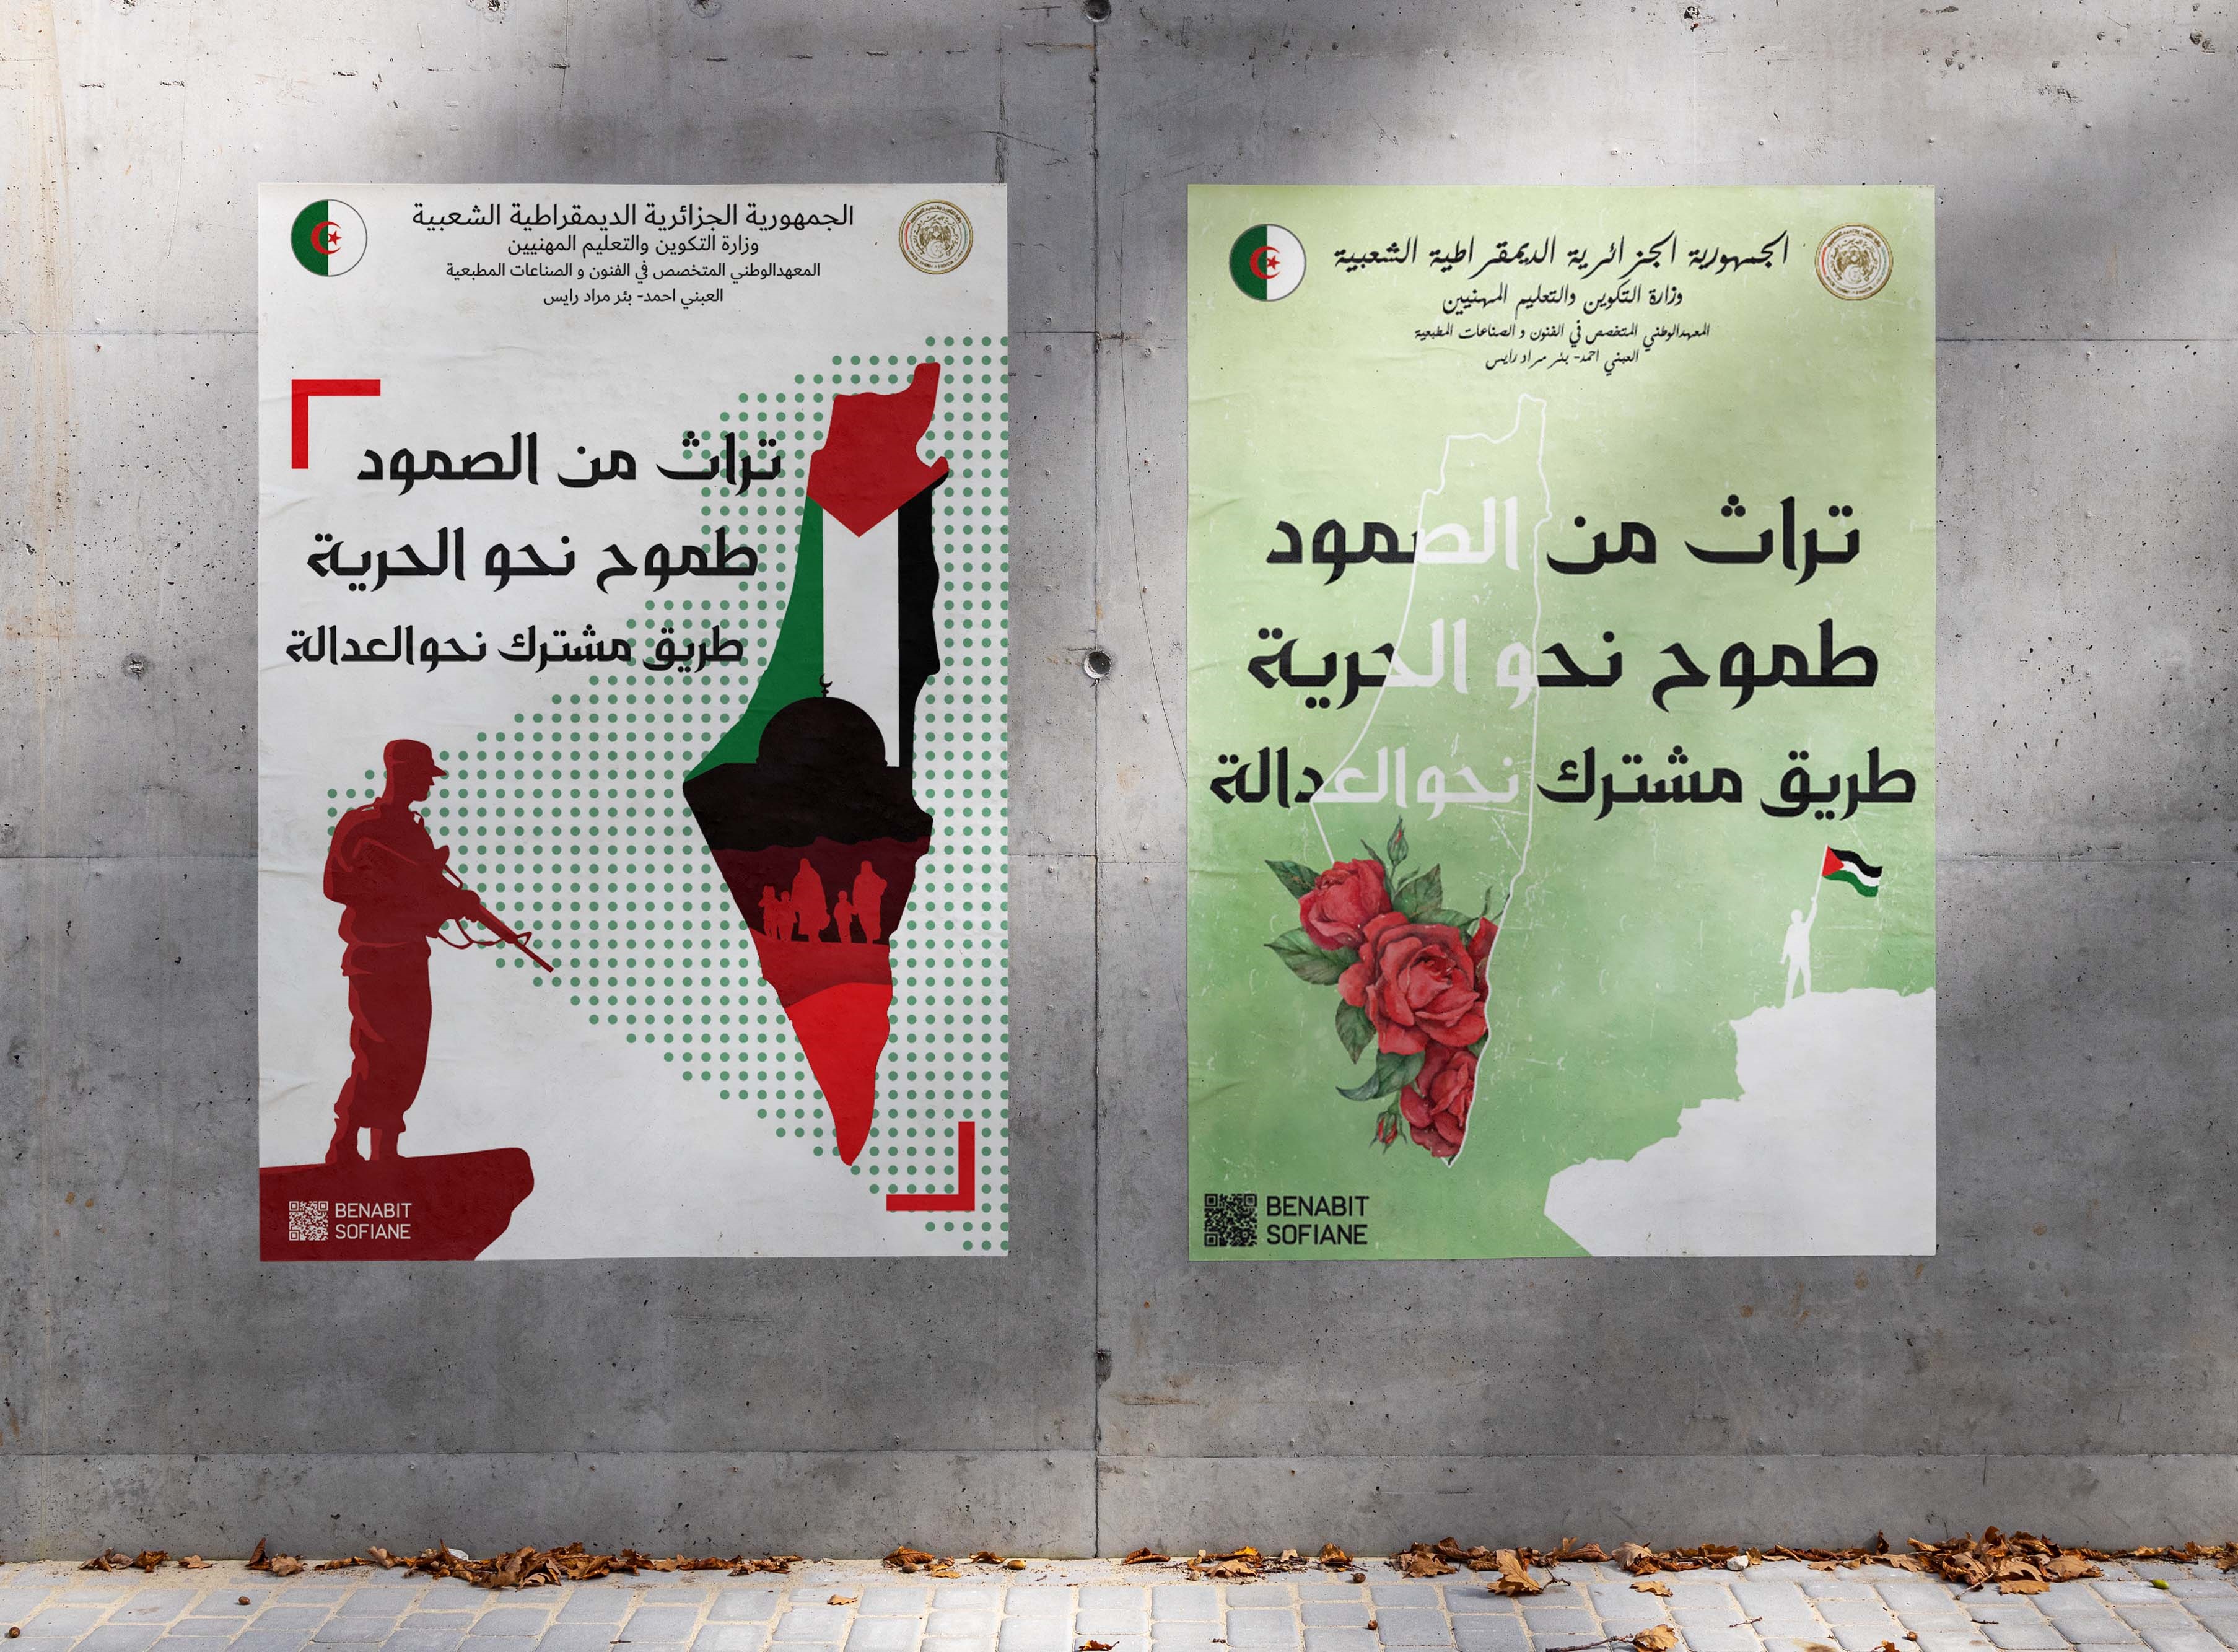 الجمهورية الجزائرية الديمقراطية الشعبية
وزارة التكوين والتعليم المهنيين
المعهدالوطني المتخصص في الفنون و الصناعات المطبعية
العبني احمد- بئر مراد رايس
تراث من الصمود
طموح نحو الحرية
طريق مشترك نحوالعدالة
BENABIT
SOFIANE
الجمهورية الجزائرية الديمقراطية الشعبية
وزارة التكوين والتعليم المهنيين
المعهدالوطني المتخصص في الفنون و الصناعات المطبعية
العبني احمد- بئر مراد رايس
تراث من الصمود
طموح نحو الحرية
طريق مشترك نحوالعدالة
BENABIT
SOFIANE